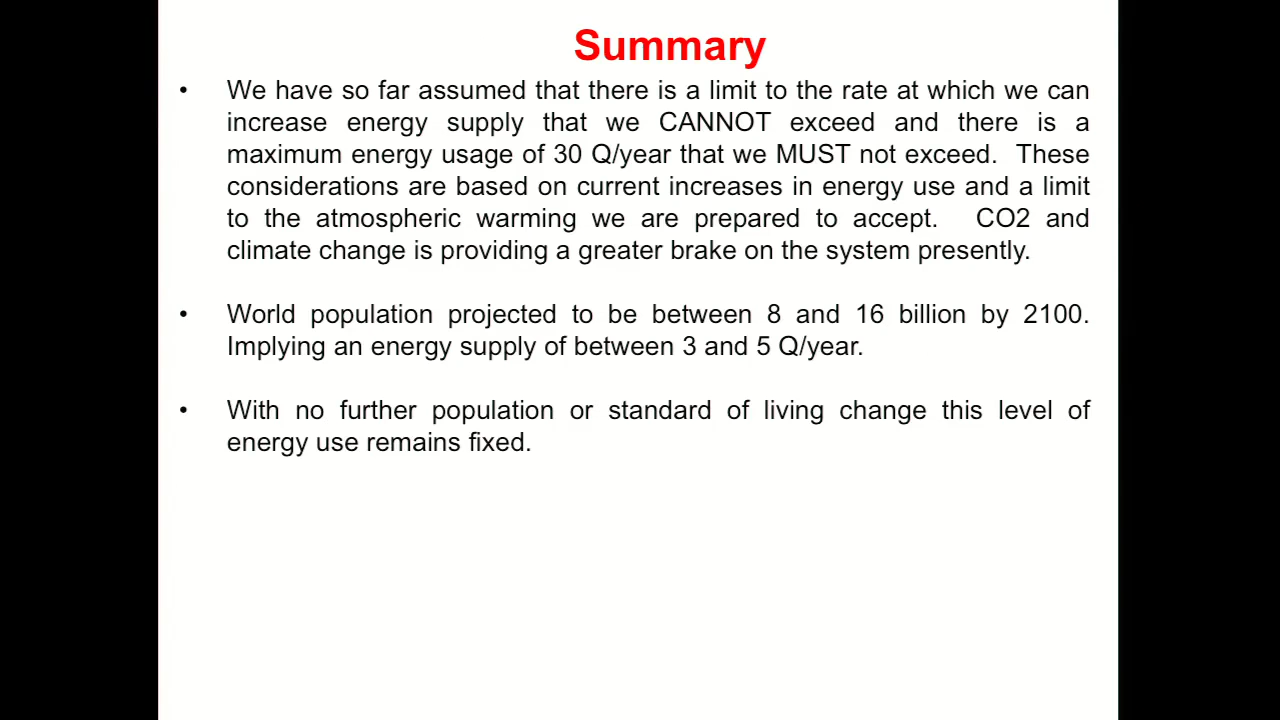 Summary
• We have so far assumed that there is a limit to the rate at which we can
increase energy supply that we CANNOT exceed and there is a
maximum energy usage of 30 Q/year that we MUST not exceed. These
considerations are based on current increases in energy use and a limit
to the atmospheric warming we are prepared to accept. CO2 and
climate change is providing a greater brake on the system presently.
• World population projected to be between 8 and 16 billion by 2100.
Implying an energy supply of between 3 and 5 Q/year.
• With no further population or standard of living change this level of
energy use remains fixed.